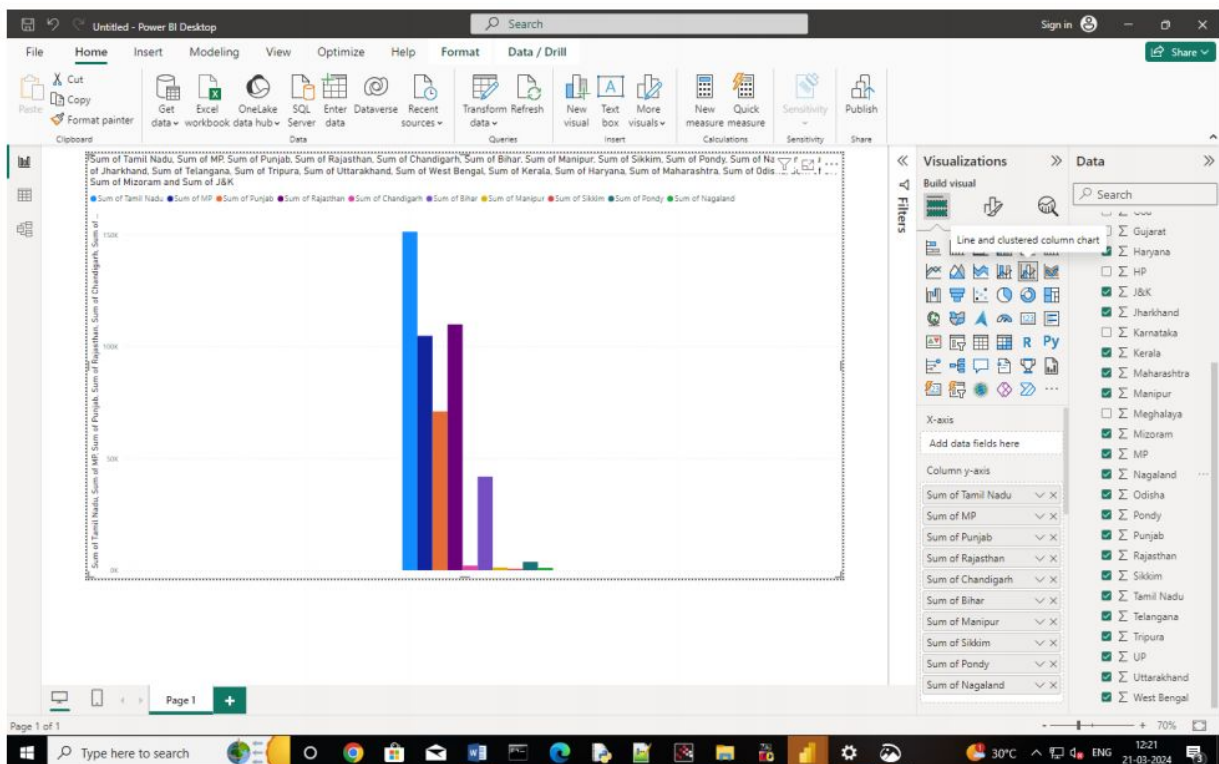 Untitled - Power BI Desktop
Search
Sign in
File Home Insert Modeling View Optimize Help Format Data / Drill
Share
Paste
Cut
Copy
Format painter
Get data
Excel workbook
OneLake data hub
SQL Server
Enter data
Dataverse
Recent sources
Transform data
Refresh
New visual
Text box
More visuals
New measure
Quick measure
Sensitivity
Publish
Clipboard Data Queries Insert Calculations Sensitivity Share
Sum of Tamil Nadu, Sum of MP, Sum of Punjab, Sum of Rajasthan, Sum of Chandigarh, Sum of Bihar, Sum of Manipur, Sum of Sikkim, Sum of Pondy, Sum of Na
of Jharkhand, Sum of Telangana, Sum of Tripura, Sum of Uttarakhand, Sum of West Bengal, Sum of Kerala, Sum of Haryana, Sum of Maharashtra, Sum of Odis
Sum of Mizoram and Sum of J&K
Sum of Tamil Nadu Sum of MP Sum of Punjab Sum of Rajasthan Sum of Chandigarh Sum of Bihar Sum of Manipur Sum of Sikkim Sum of Pondy Sum of Nagaland
Sum of Tamil Nadu, Sum of MP, Sum of Punjab, Sum of Rajasthan, Sum of Chandigarh, Sum of ...
150K
100K
50K
0K
Filters
Visualizations
Build visual
Line and clustered column chart
R Py
123
X-axis
Add data fields here
Column y-axis
Sum of Tamil Nadu
Sum of MP
Sum of Punjab
Sum of Rajasthan
Sum of Chandigarh
Sum of Bihar
Sum of Manipur
Sum of Sikkim
Sum of Pondy
Sum of Nagaland
Data
Search
Gujarat
Haryana
HP
J&K
Jharkhand
Karnataka
Kerala
Maharashtra
Manipur
Meghalaya
Mizoram
MP
Nagaland
Odisha
Pondy
Punjab
Rajasthan
Sikkim
Tamil Nadu
Telangana
Tripura
UP
Uttarakhand
West Bengal
Page 1
Page 1 of 1
70%
Type here to search
30°C
ENG
12:21
21-03-2024
3